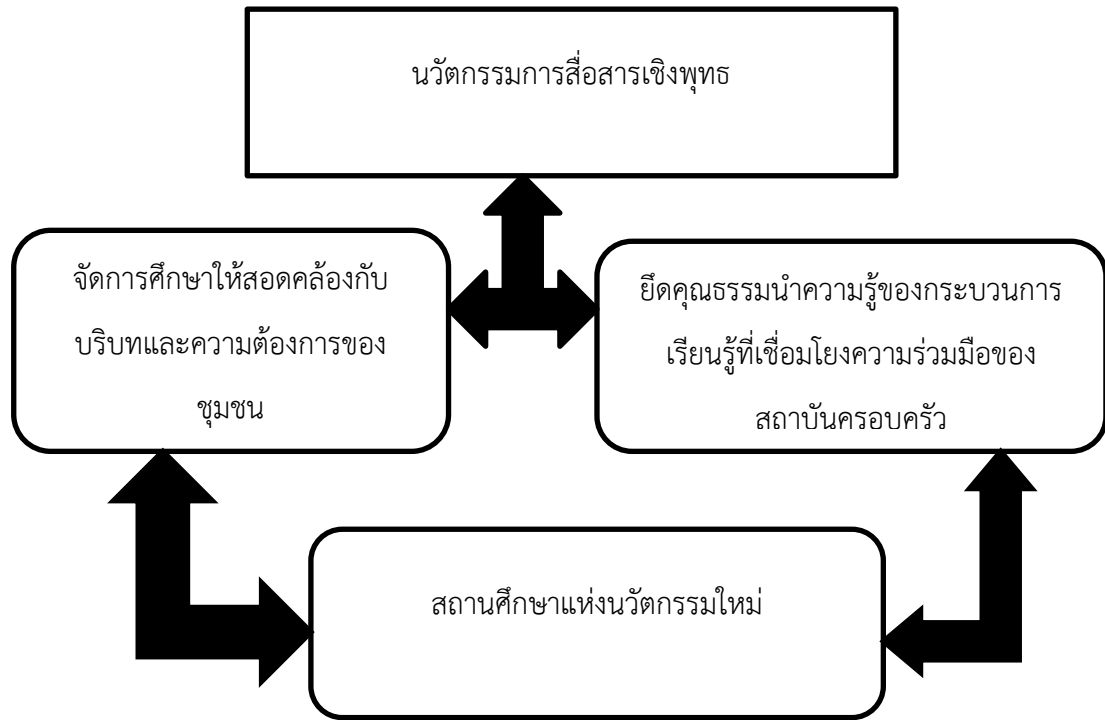 นวัตกรรมการสื่อสารเชิงพุทธ
จัดการศึกษาให้สอดคล้องกับ
บริบทและความต้องการของ
ชุมชน
ยึดคุณธรรมนำความรู้ของกระบวนการ
เรียนรู้ที่เชื่อมโยงความร่วมมือของ
สถาบันครอบครัว
สถานศึกษาแห่งนวัตกรรมใหม่